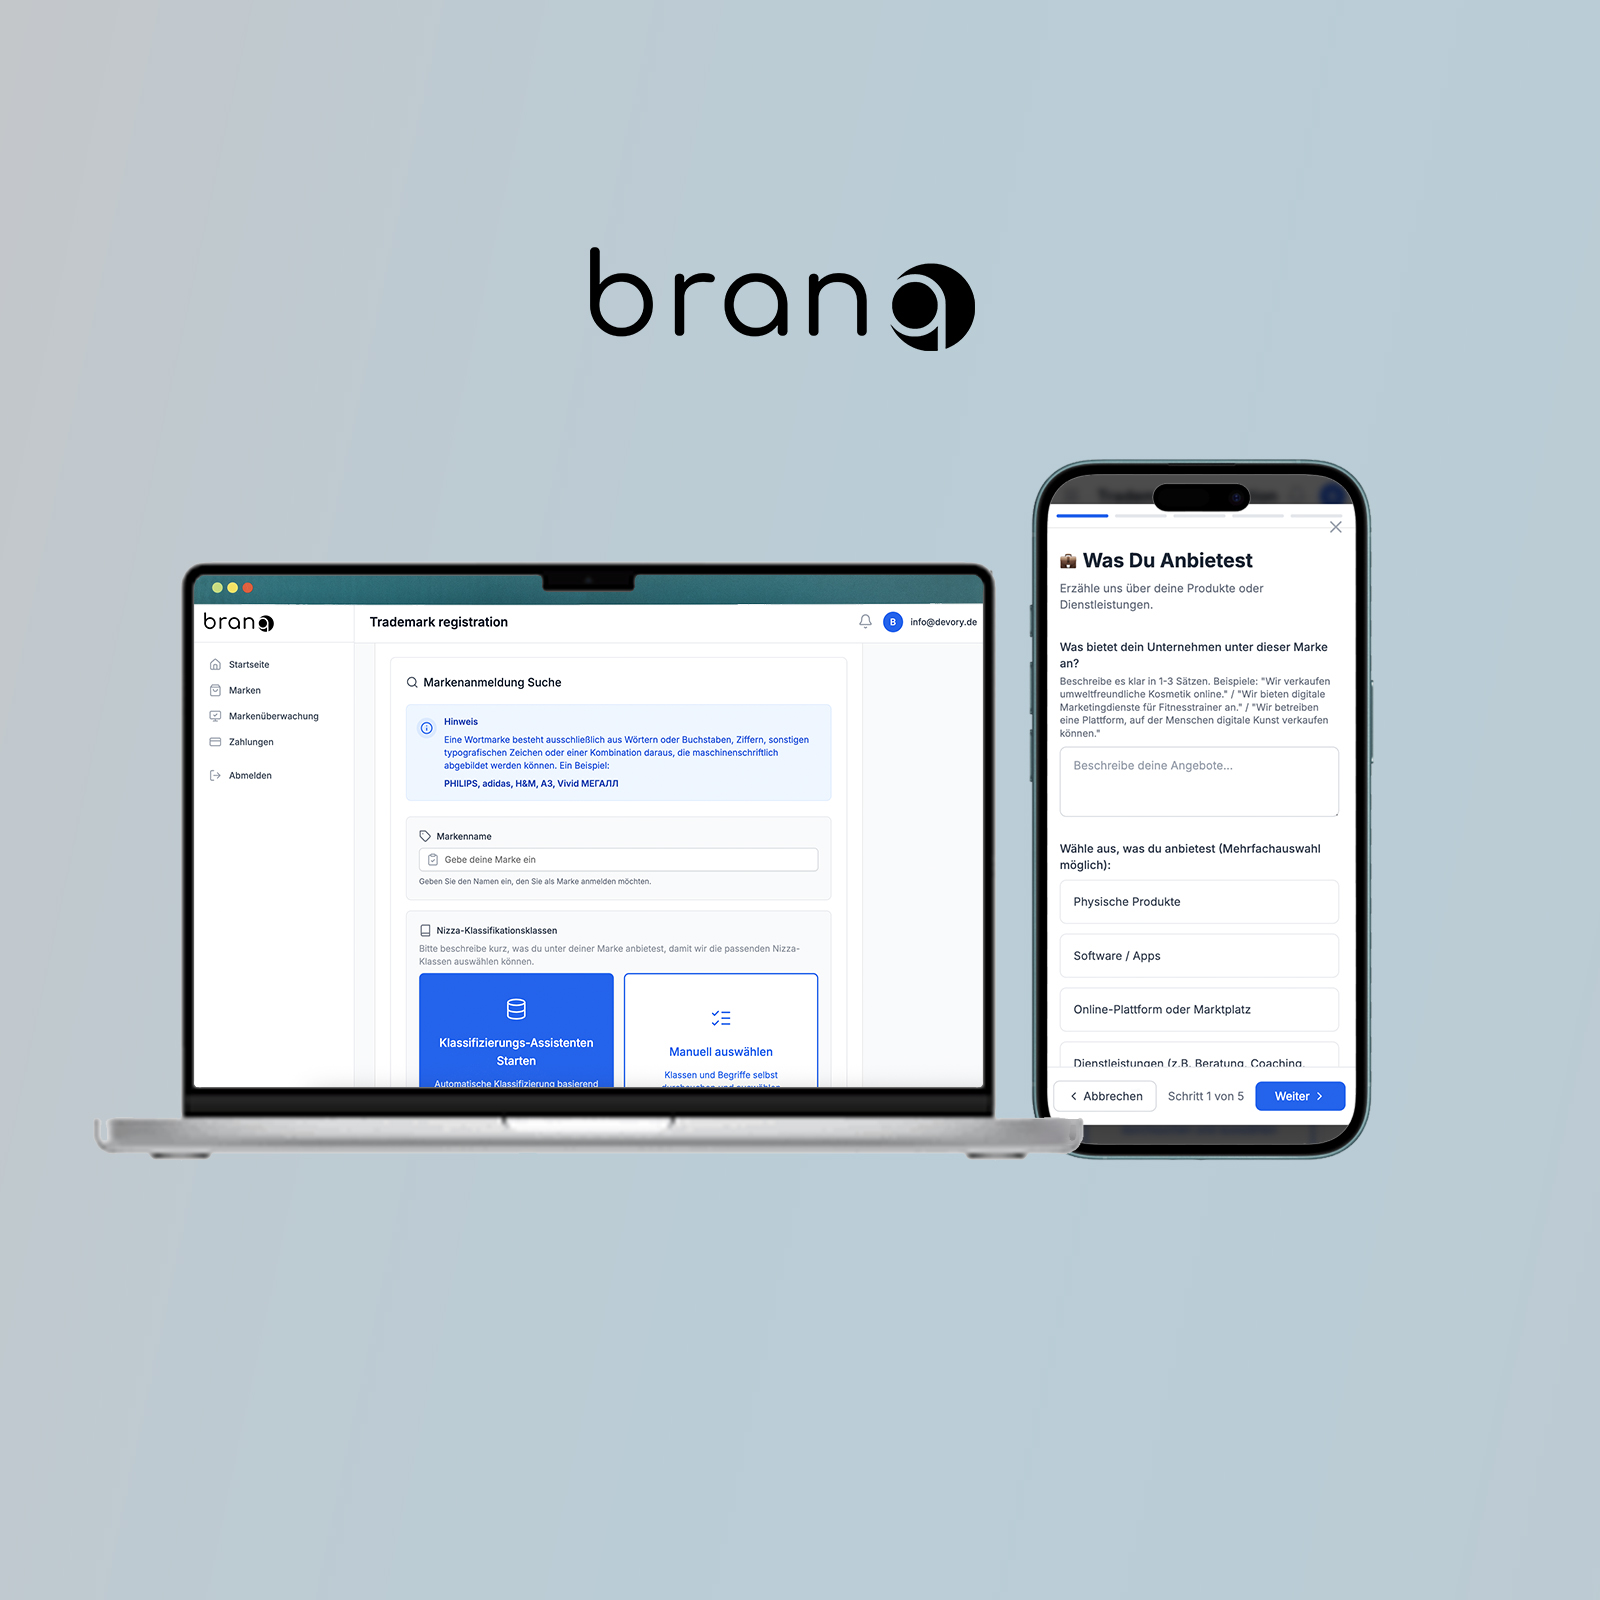 branq
branq
Trademark registration
B
info@devory.de
Startseite
Marken
Markenüberwachung
Zahlungen
Abmelden
Markenanmeldung Suche
Hinweis
Eine Wortmarke besteht ausschließlich aus Wörtern oder Buchstaben, Ziffern, sonstigen
typografischen Zeichen oder einer Kombination daraus, die maschinenschriftlich
abgebildet werden können. Ein Beispiel:
PHILIPS, adidas, H&M, A3, Vivid МЕГАЛЛ
Markenname
Gebe deine Marke ein
Geben Sie den Namen ein, den Sie als Marke anmelden möchten.
Nizza-Klassifikationsklassen
Bitte beschreibe kurz, was du unter deiner Marke anbietest, damit wir die passenden Nizza-
Klassen auswählen können.
Klassifizierungs-Assistenten
Starten
Automatische Klassifizierung basierend
Manuell auswählen
Klassen und Begriffe selbst
durchsuchen und auswählen
Was Du Anbietest
Erzähle uns über deine Produkte oder
Dienstleistungen.
Was bietet dein Unternehmen unter dieser Marke
an?
Beschreibe es klar in 1-3 Sätzen. Beispiele: "Wir verkaufen
umweltfreundliche Kosmetik online." / "Wir bieten digitale
Marketingdienste für Fitnesstrainer an." / "Wir betreiben
eine Plattform, auf der Menschen digitale Kunst verkaufen
können."
Beschreibe deine Angebote...
Wähle aus, was du anbietest (Mehrfachauswahl
möglich):
Physische Produkte
Software / Apps
Online-Plattform oder Marktplatz
Dienstleistungen (z.B. Beratung, Coaching,
Abbrechen
Schritt 1 von 5
Weiter